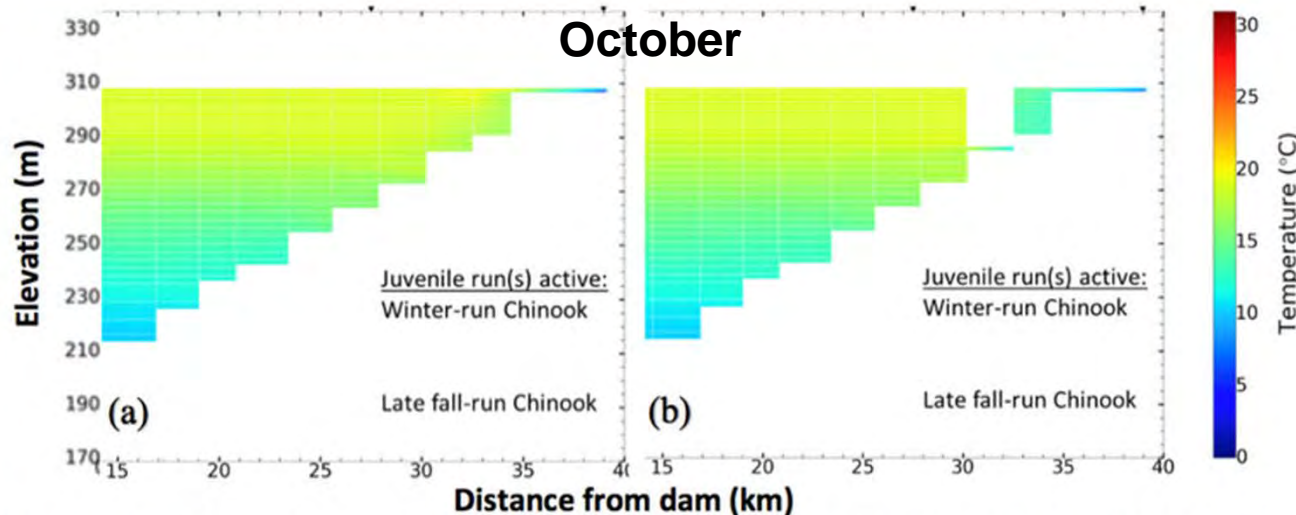 October
Elevation (m)
330
310
290
270
250
230
210
190
170
Juvenile run(s) active:
Winter-run Chinook
Late fall-run Chinook
(a)
15 20 25 30 35 4
Juvenile run(s) active:
Winter-run Chinook
Late fall-run Chinook
(b)
15 20 25 30 35 40
Distance from dam (km)
30
25
20
15
10
5
0
Temperature (°C)